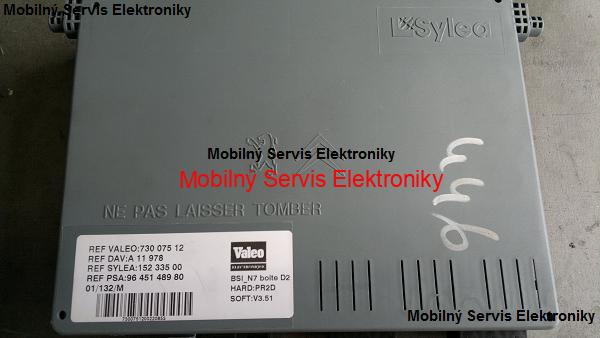 Mobilný Servis Elektroniky
Sylea
446
Mobilný Servis Elektroniky
Mobilný Servis Elektroniky
NE PAS LAISSER TOMBER
REF VALEO:730 075 12
REF DAV:A 11 978
REF SYLEA:152 335 00
REF PSA:96 451 489 80
01/132/M
Valeo
BSI_N7 boite D2
HARD:PR2D
SOFT:V3.51
Mobilný Servis Elektroniky